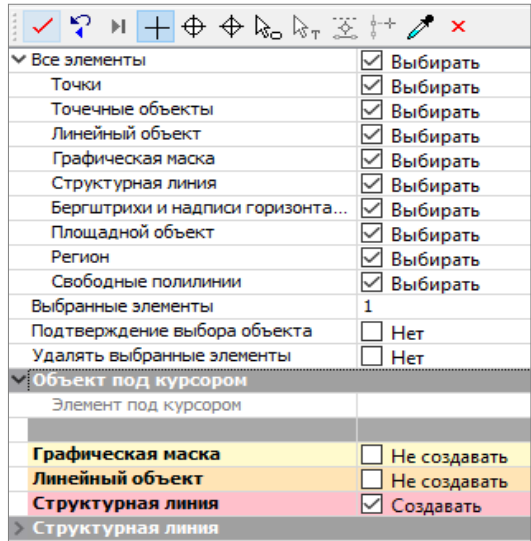 Все элементы Выбирать
Точки Выбирать
Точечные объекты Выбирать
Линейный объект Выбирать
Графическая маска Выбирать
Структурная линия Выбирать
Бергштрихи и надписи горизонта... Выбирать
Площадной объект Выбирать
Регион Выбирать
Свободные полилинии Выбирать
Выбранные элементы 1
Подтверждение выбора объекта Нет
Удалять выбранные элементы Нет
Объект под курсором
Элемент под курсором
Графическая маска Не создавать
Линейный объект Не создавать
Структурная линия Создавать
Структурная линия